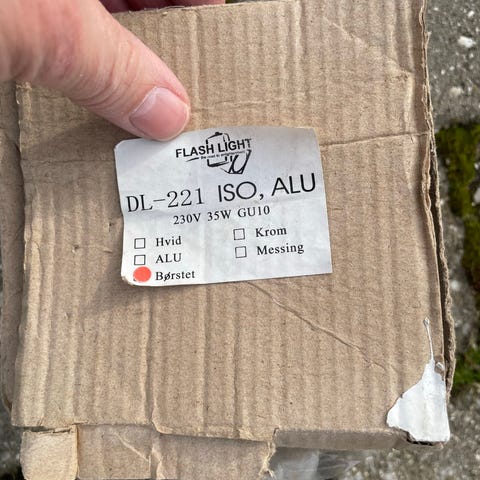 FLASH LIGHT
DL-221 ISO, ALU
230V 35W GU10
Hvid
Krom
ALU
Messing
Børstet